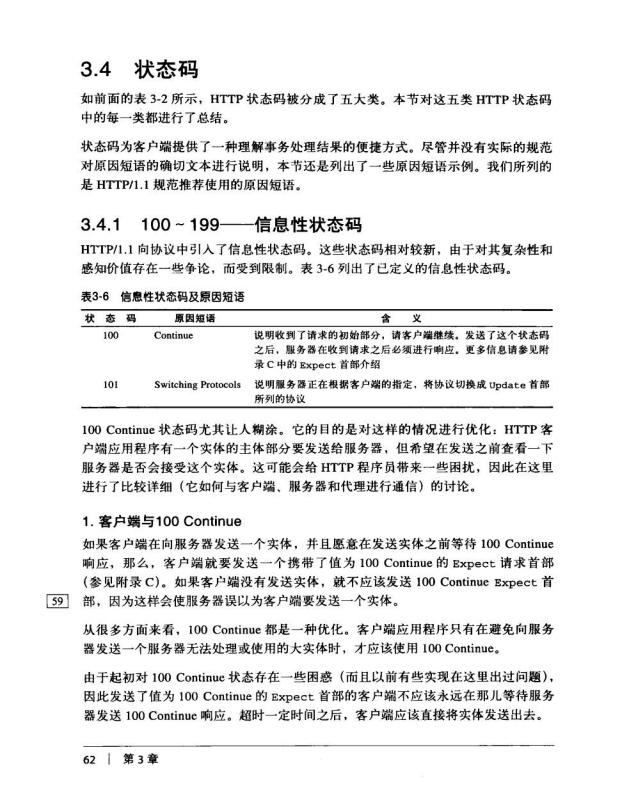 3.4 状态码
如前面的表 3-2 所示，HTTP 状态码被分成了五大类。本节对这五类 HTTP 状态码
中的每一类都进行了总结。
状态码为客户端提供了一种理解事务处理结果的便捷方式。尽管并没有实际的规范
对原因短语的确切文本进行说明，本节还是列出了一些原因短语示例。我们所列的
是 HTTP/1.1 规范推荐使用的原因短语。
3.4.1 100～199——信息性状态码
HTTP/1.1 向协议中引入了信息性状态码。这些状态码相对较新，由于对其复杂性和
感知价值存在一些争论，而受到限制。表 3-6 列出了已定义的信息性状态码。
表3-6 信息性状态码及原因短语
状 态 码 原因短语 含 义
100 Continue 说明收到了请求的初始部分，请客户端继续。发送了这个状态码
之后，服务器在收到请求之后必须进行响应。更多信息请参见附
录 C 中的 Expect 首部介绍
101 Switching Protocols 说明服务器正在根据客户端的指定，将协议切换成 Update 首部
所列的协议
100 Continue 状态码尤其让人糊涂。它的目的是对这样的情况进行优化：HTTP 客
户端应用程序有一个实体的主体部分要发送给服务器，但希望在发送之前查看一下
服务器是否会接受这个实体。这可能会给 HTTP 程序员带来一些困扰，因此在这里
进行了比较详细（它如何与客户端、服务器和代理进行通信）的讨论。
1. 客户端与100 Continue
如果客户端在向服务器发送一个实体，并且愿意在发送实体之前等待 100 Continue
响应，那么，客户端就要发送一个携带了值为 100 Continue 的 Expect 请求首部
（参见附录 C）。如果客户端没有发送实体，就不应该发送 100 Continue Expect 首
59 部，因为这样会使服务器误以为客户端要发送一个实体。
从很多方面来看，100 Continue 都是一种优化。客户端应用程序只有在避免向服务
器发送一个服务器无法处理或使用的大实体时，才应该使用 100 Continue。
由于起初对 100 Continue 状态存在一些困惑（而且以前有些实现在这里出过问题），
因此发送了值为 100 Continue 的 Expect 首部的客户端不应该永远在那儿等待服务
器发送 100 Continue 响应。超时一定时间之后，客户端应该直接将实体发送出去。
62 | 第 3 章